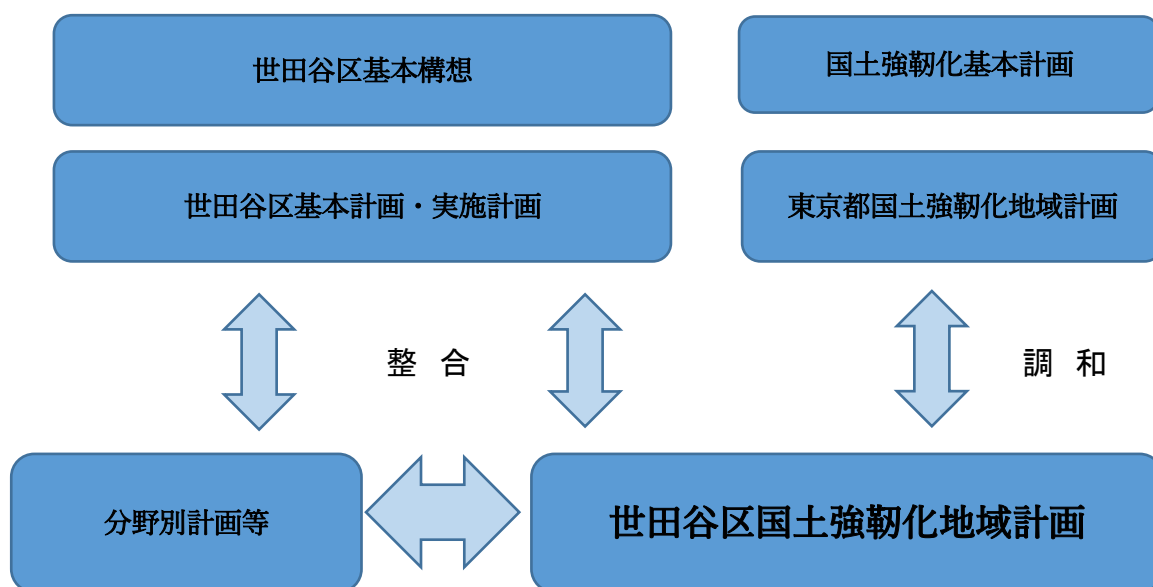 世田谷区基本構想
国土強靭化基本計画
世田谷区基本計画・実施計画
東京都国土強靭化地域計画
整 合
調 和
分野別計画等
世田谷区国土強靭化地域計画